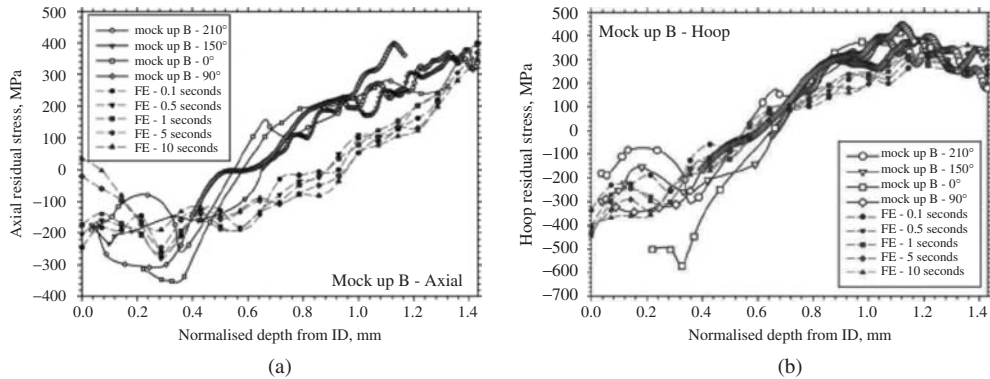 500
400
300
200
100
0
−100
−200
−300
−400
Axial residual stress, MPa
mock up B - 210°
mock up B - 150°
mock up B - 0°
mock up B - 90°
FE - 0.1 seconds
FE - 0.5 seconds
FE - 1 seconds
FE - 5 seconds
FE - 10 seconds
Mock up B - Axial
0.0 0.2 0.4 0.6 0.8 1.0 1.2 1.4
Normalised depth from ID, mm
(a)
500
400
300
200
100
0
−100
−200
−300
−400
−500
−600
−700
Hoop residual stress, MPa
Mock up B - Hoop
mock up B - 210°
mock up B - 150°
mock up B - 0°
mock up B - 90°
FE - 0.1 seconds
FE - 0.5 seconds
FE - 1 seconds
FE - 5 seconds
FE - 10 seconds
0.0 0.2 0.4 0.6 0.8 1.0 1.2 1.4
Normalised depth from ID, mm
(b)